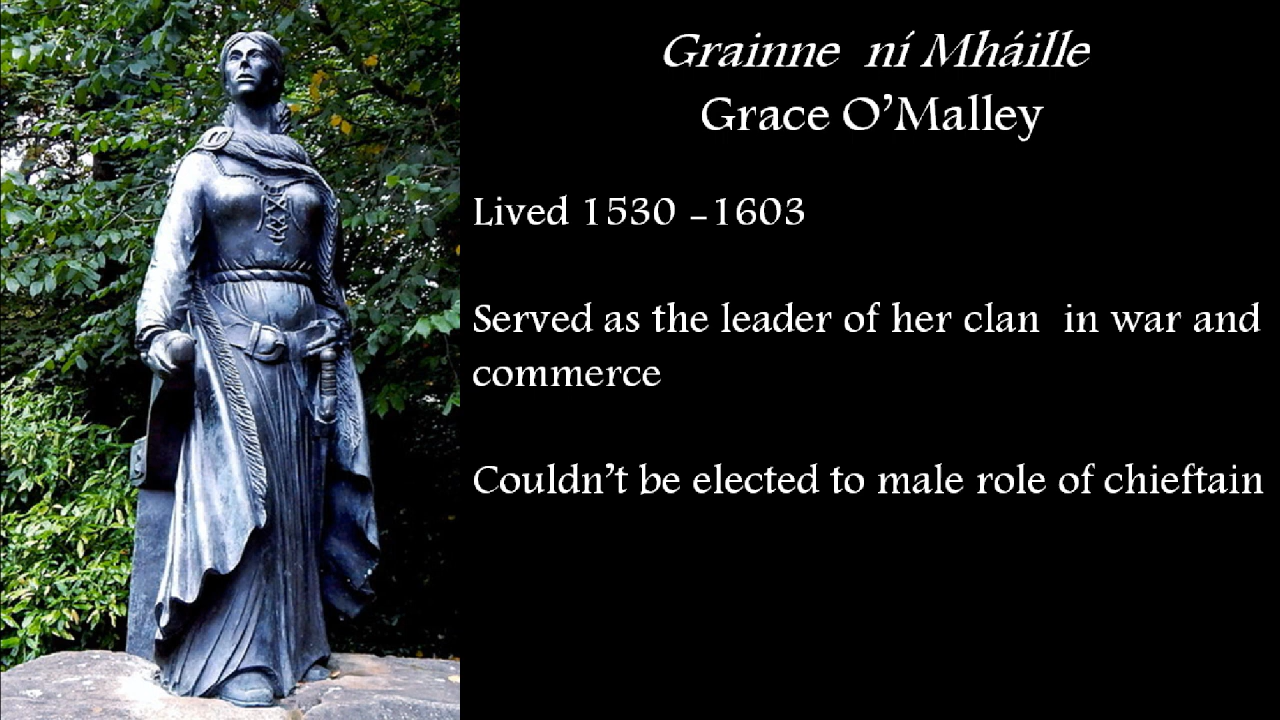 Grainne ní Mháille
Grace O'Malley
Lived 1530 –1603
Served as the leader of her clan in war and
commerce
Couldn't be elected to male role of chieftain